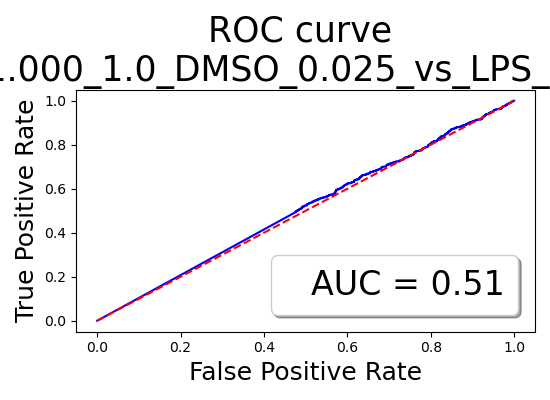 ROC curve
.000_1.0_DMSO_0.025_vs_LPS_
True Positive Rate
1.0
0.8
0.6
0.4
0.2
0.0
AUC = 0.51
0.0 0.2 0.4 0.6 0.8 1.0
False Positive Rate